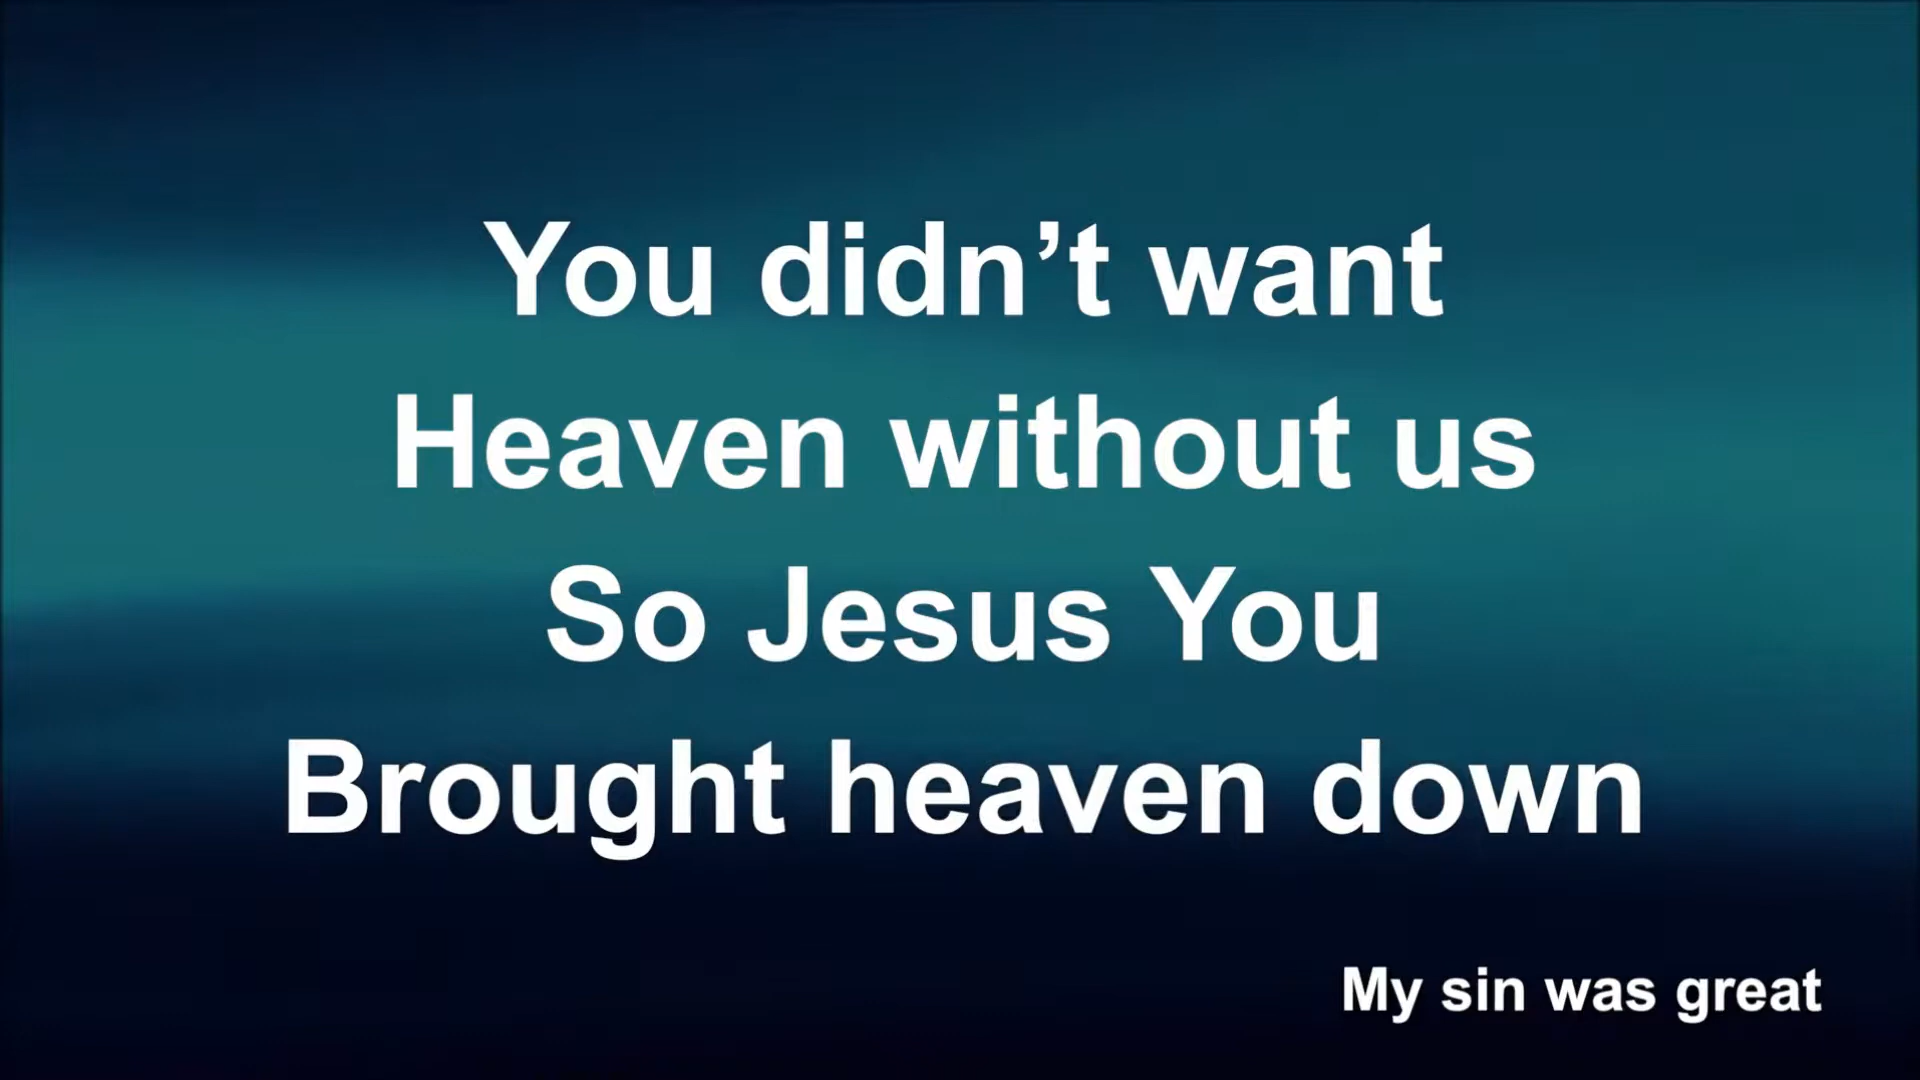 You didn’t want
Heaven without us
So Jesus You
Brought heaven down
My sin was great